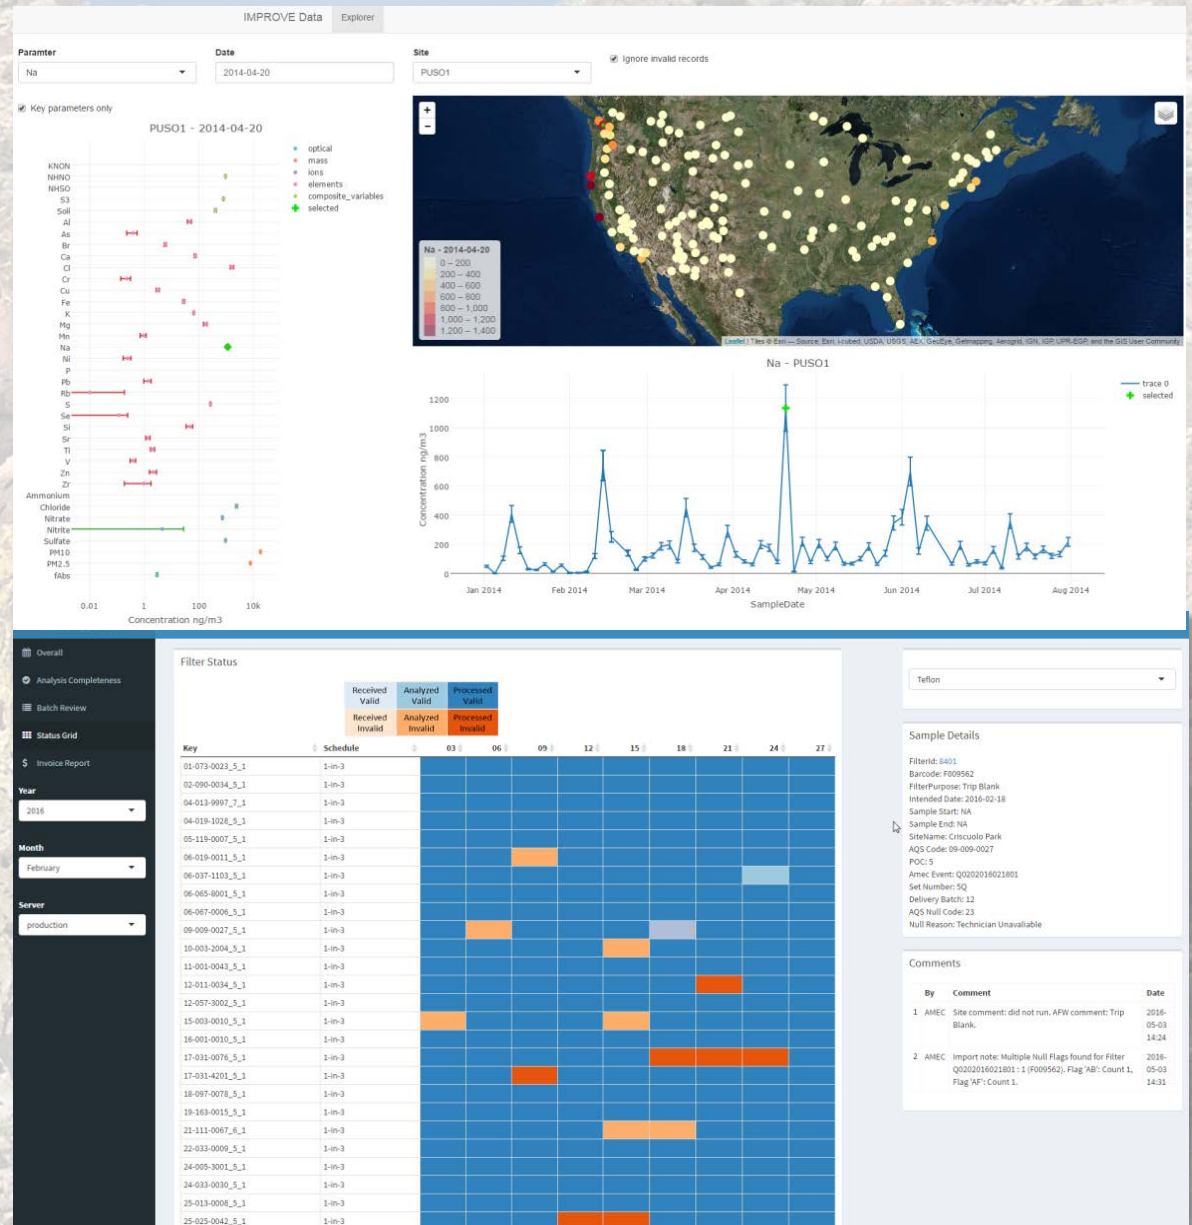 IMPROVE Data Explorer
Paramter
Na
Date
2014-04-20
Site
PUSO1
Ignore invalid records
Key parameters only
PUSO1 - 2014-04-20
KNON
NHNO
NHSO
S3
Soil
Al
As
Br
Ca
Cl
Cr
Cu
Fe
K
Mg
Mn
Na
Ni
P
Pb
Rb
S
Se
Si
Sr
Ti
V
Zn
Zr
Ammonium
Chloride
Nitrate
Nitrite
Sulfate
PM10
PM2.5
fAbs
0.01 1 100 10k
Concentration ng/m3
optical
mass
ions
elements
composite_variables
selected
+
−
Na - 2014-04-20
0 – 200
200 – 400
400 – 600
600 – 800
800 – 1,000
1,000 – 1,200
1,200 – 1,400
Leaflet | Tiles © Esri — Source: Esri, i-cubed, USDA, USGS, AEX, GeoEye, Getmapping, Aerogrid, IGN, IGP, UPR-EGP, and the GIS User Community
Na - PUSO1
trace 0
selected
Concentration ng/m3
1200
1000
800
600
400
200
0
Jan 2014 Feb 2014 Mar 2014 Apr 2014 May 2014 Jun 2014 Jul 2014 Aug 2014
SampleDate
Overall
Analysis Completeness
Batch Review
Status Grid
$ Invoice Report
Year
2016
Month
February
Server
production
Filter Status
Received Valid
Analyzed Valid
Processed Valid
Received Invalid
Analyzed Invalid
Processed Invalid
Key Schedule 03 06 09 12 15 18 21 24 27
01-073-0023_5_1 1-in-3
02-090-0034_5_1 1-in-3
04-013-9997_7_1 1-in-3
04-019-1028_5_1 1-in-3
05-119-0007_5_1 1-in-3
06-019-0011_5_1 1-in-3
06-037-1103_5_1 1-in-3
06-065-8001_5_1 1-in-3
06-067-0006_5_1 1-in-3
09-009-0027_5_1 1-in-3
10-003-2004_5_1 1-in-3
11-001-0043_5_1 1-in-3
12-011-0034_5_1 1-in-3
12-057-3002_5_1 1-in-3
15-003-0010_5_1 1-in-3
16-001-0010_5_1 1-in-3
17-031-0076_5_1 1-in-3
17-031-4201_5_1 1-in-3
18-097-0078_5_1 1-in-3
19-163-0015_5_1 1-in-3
21-111-0067_6_1 1-in-3
22-033-0009_5_1 1-in-3
24-005-3001_5_1 1-in-3
24-033-0030_5_1 1-in-3
25-013-0008_5_1 1-in-3
25-025-0042_5_1 1-in-3
Teflon
Sample Details
FilterId: 8401
Barcode: F009562
FilterPurpose: Trip Blank
Intended Date: 2016-02-18
Sample Start: NA
Sample End: NA
SiteName: Criscuolo Park
AQS Code: 09-009-0027
POC: 5
Amec Event: Q0202016021801
Set Number: 5Q
Delivery Batch: 12
AQS Null Code: 23
Null Reason: Technician Unavaliable
Comments
By Comment Date
1 AMEC Site comment: did not run. AFW comment: Trip 2016-
Blank. 05-03
14:24
2 AMEC Import note: Multiple Null Flags found for Filter 2016-
Q0202016021801 : 1 (F009562). Flag 'AB': Count 1, 05-03
Flag 'AF': Count 1. 14:31